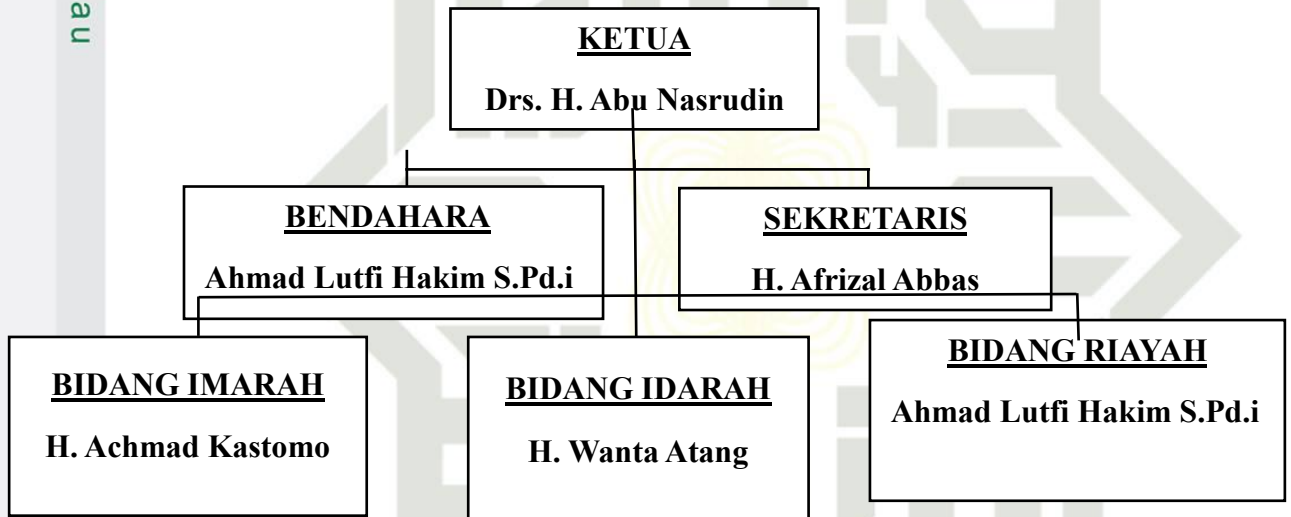 au
KETUA
Drs. H. Abu Nasrudin
BENDAHARA
Ahmad Lutfi Hakim S.Pd.i
SEKRETARIS
H. Afrizal Abbas
BIDANG IMARAH
H. Achmad Kastomo
BIDANG IDARAH
H. Wanta Atang
BIDANG RIAYAH
Ahmad Lutfi Hakim S.Pd.i